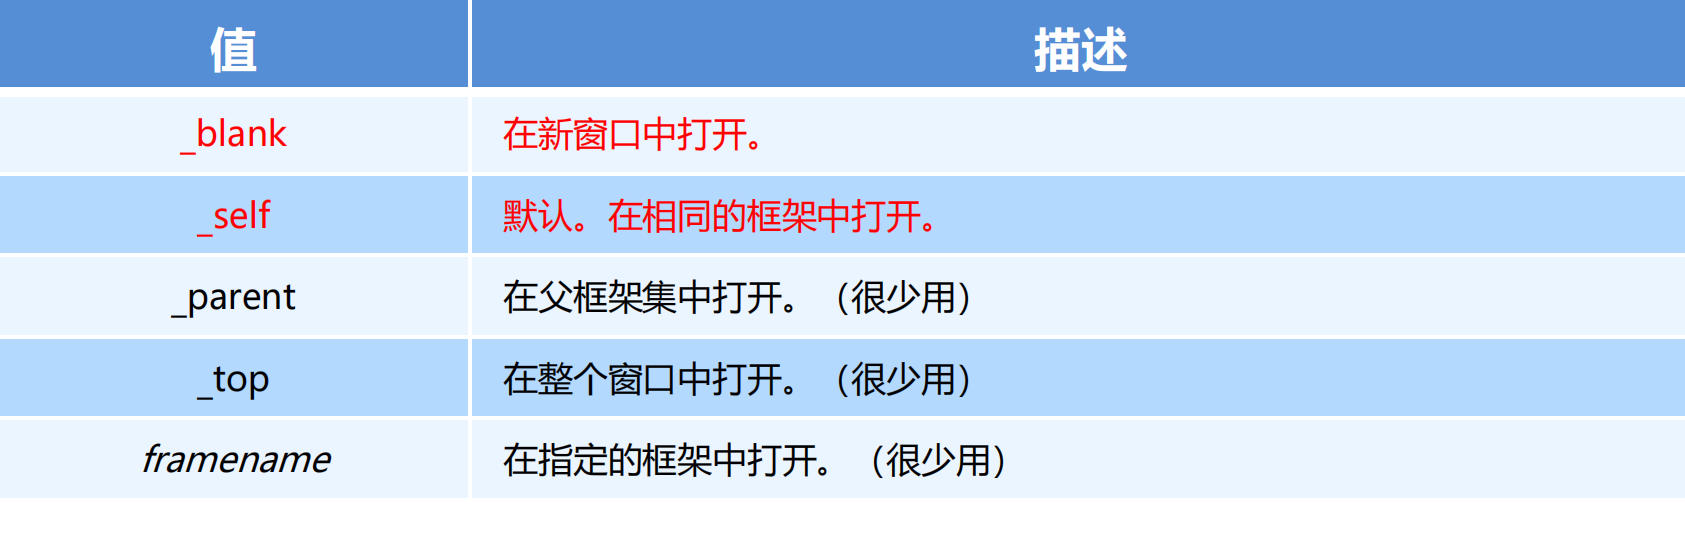 值 描述
_blank 在新窗口中打开。
_self 默认。在相同的框架中打开。
_parent 在父框架集中打开。（很少用）
_top 在整个窗口中打开。（很少用）
framename 在指定的框架中打开。（很少用）